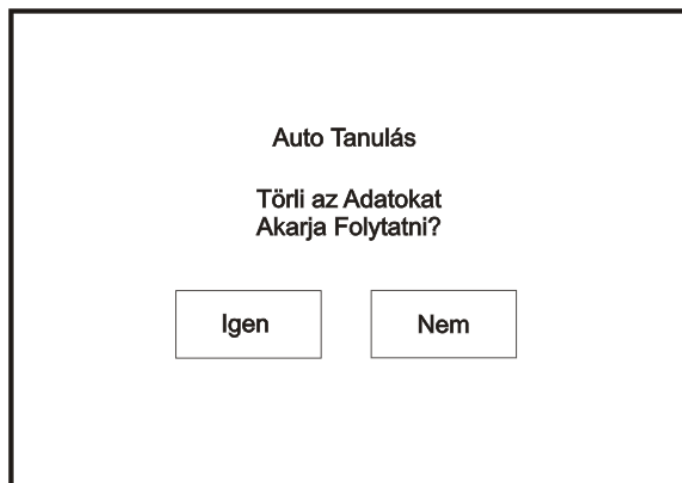 Auto Tanulás
Törli az Adatokat
Akarja Folytatni?
Igen
Nem